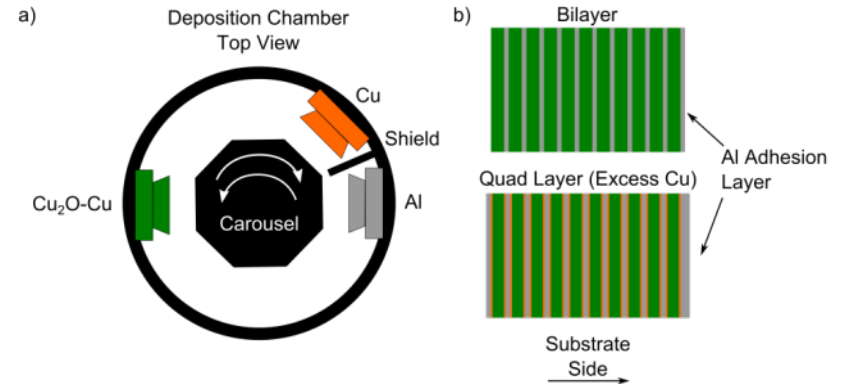 a)
Deposition Chamber
Top View
Cu
Shield
Cu₂O-Cu
Al
Carousel
b)
Bilayer
Al Adhesion
Layer
Quad Layer (Excess Cu)
Substrate
Side